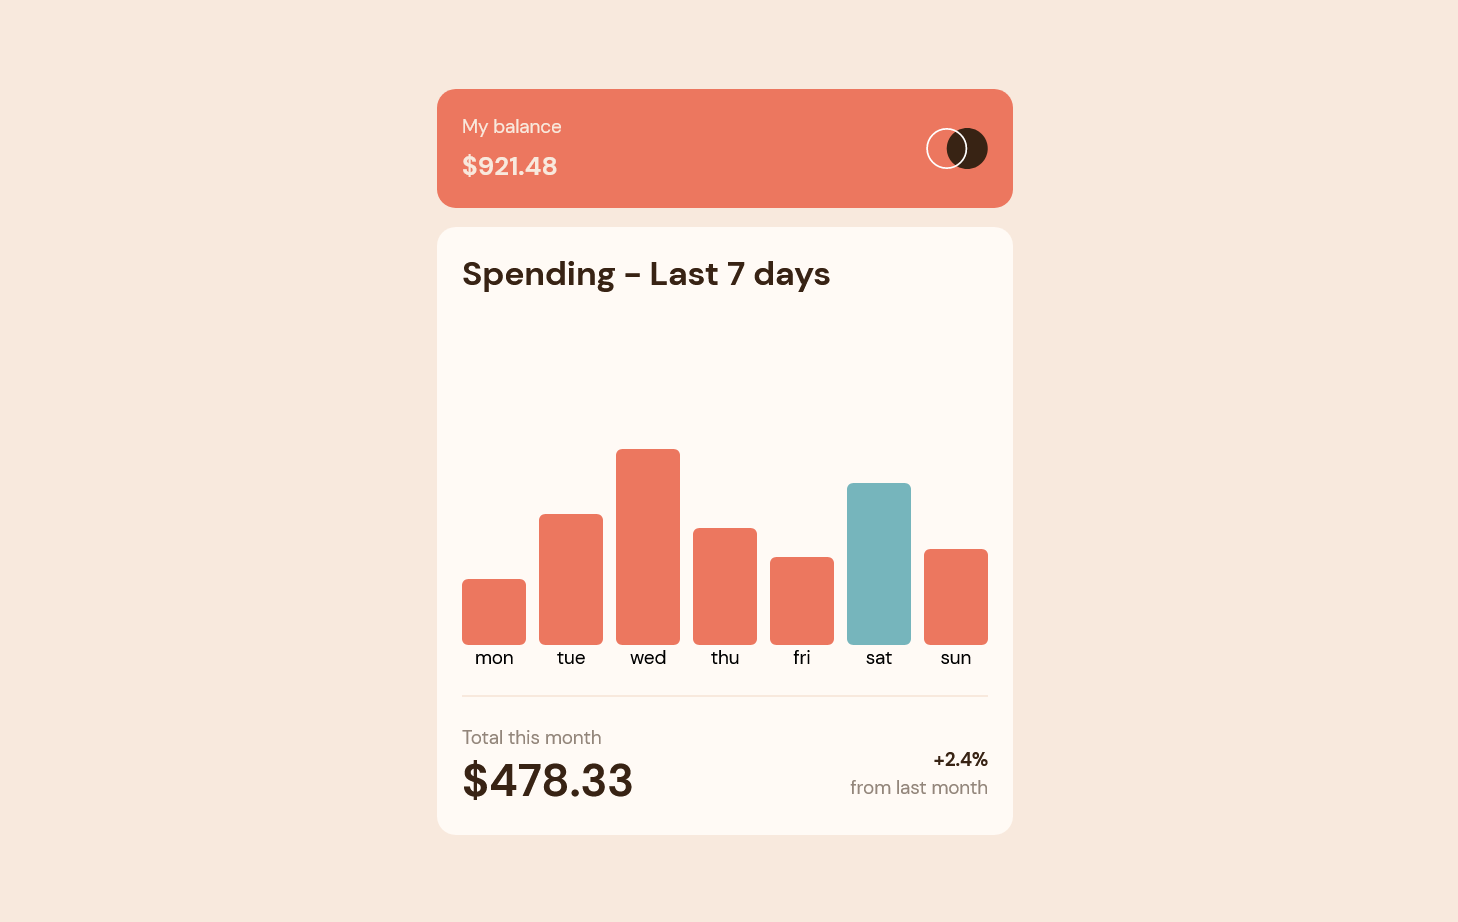 My balance
$921.48
Spending - Last 7 days
mon tue wed thu fri sat sun
Total this month
$478.33
+2.4%
from last month